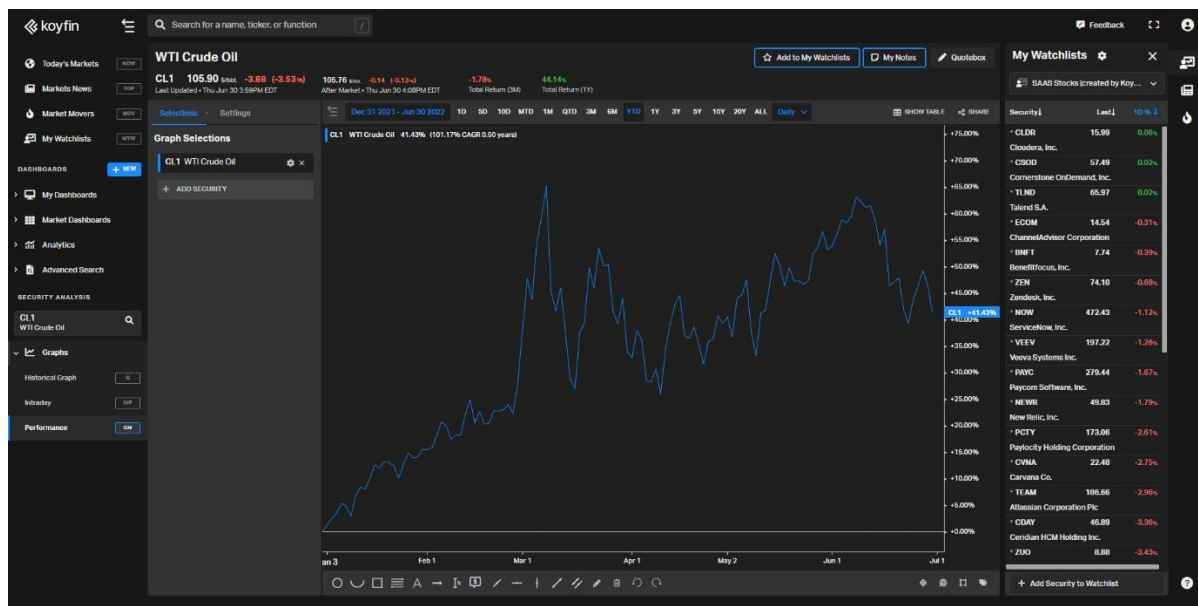 koyfin
Search for a name, ticker, or function
/
Feedback
Today's Markets
NOW
Markets News
TOP
Market Movers
MOV
My Watchlists
MYW
DASHBOARDS
+ NEW
My Dashboards
Market Dashboards
Analytics
Advanced Search
SECURITY ANALYSIS
CL1
WTI Crude Oil
Graphs
Historical Graph
G
Intraday
GIP
Performance
GM
WTI Crude Oil
Add to My Watchlists
My Notes
Quotebox
CL1 105.90 $/bbl. -3.88 (-3.53%)
Last Updated • Thu Jun 30 3:59PM EDT
105.76 $/bbl. -0.14 (-0.13%)
After Market • Thu Jun 30 4:08PM EDT
-1.78%
Total Return (3M)
44.14%
Total Return (1Y)
Selections
Settings
Graph Selections
CL1 WTI Crude Oil
+ ADD SECURITY
Dec 31 2021 - Jun 30 2022 1D 5D 10D MTD 1M QTD 3M 6M YTD 1Y 3Y 5Y 10Y 20Y ALL Daily
SHOW TABLE
SHARE
CL1 WTI Crude Oil 41.43% (101.17% CAGR 0.50 years)
+75.00%
+70.00%
+65.00%
+60.00%
+55.00%
+50.00%
+45.00%
CL1 +41.43%
+40.00%
+35.00%
+30.00%
+25.00%
+20.00%
+15.00%
+10.00%
+5.00%
+0.00%
an 3 Feb 1 Mar 1 Apr 1 May 2 Jun 1 Jul 1
My Watchlists
SAAS Stocks (created by Koy...
Security Last 1D %
CLDR 15.99 0.06%
Cloudera, Inc.
CSOD 57.49 0.02%
Cornerstone OnDemand, Inc.
TLND 65.97 0.02%
Talend S.A.
ECOM 14.54 -0.31%
ChannelAdvisor Corporation
BNFT 7.74 -0.39%
Benefitfocus, Inc.
ZEN 74.10 -0.68%
Zendesk, Inc.
NOW 472.43 -1.12%
ServiceNow, Inc.
VEEV 197.22 -1.26%
Veeva Systems Inc.
PAYC 279.44 -1.67%
Paycom Software, Inc.
NEWR 49.83 -1.79%
New Relic, Inc.
PCTY 173.06 -2.61%
Paylocity Holding Corporation
CVNA 22.48 -2.75%
Carvana Co.
TEAM 186.66 -2.96%
Atlassian Corporation Plc
CDAY 46.89 -3.36%
Ceridian HCM Holding Inc.
ZUO 8.88 -3.43%
+ Add Security to Watchlist